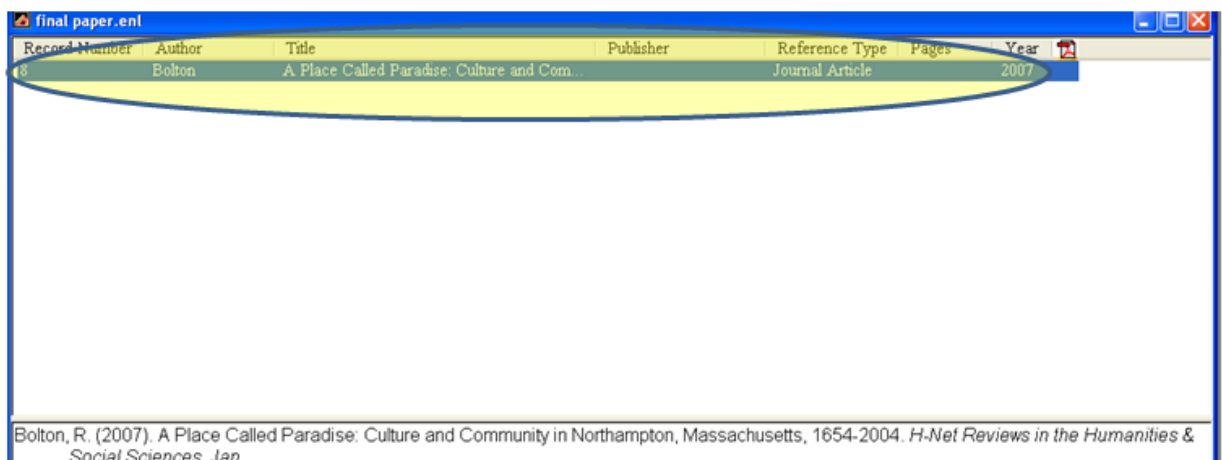 final paper.enl
Record Number Author Title Publisher Reference Type Pages Year
8 Bolton A Place Called Paradise: Culture and Com... Journal Article 2007
Bolton, R. (2007). A Place Called Paradise: Culture and Community in Northampton, Massachusetts, 1654-2004. H-Net Reviews in the Humanities &
Social Sciences, Jan